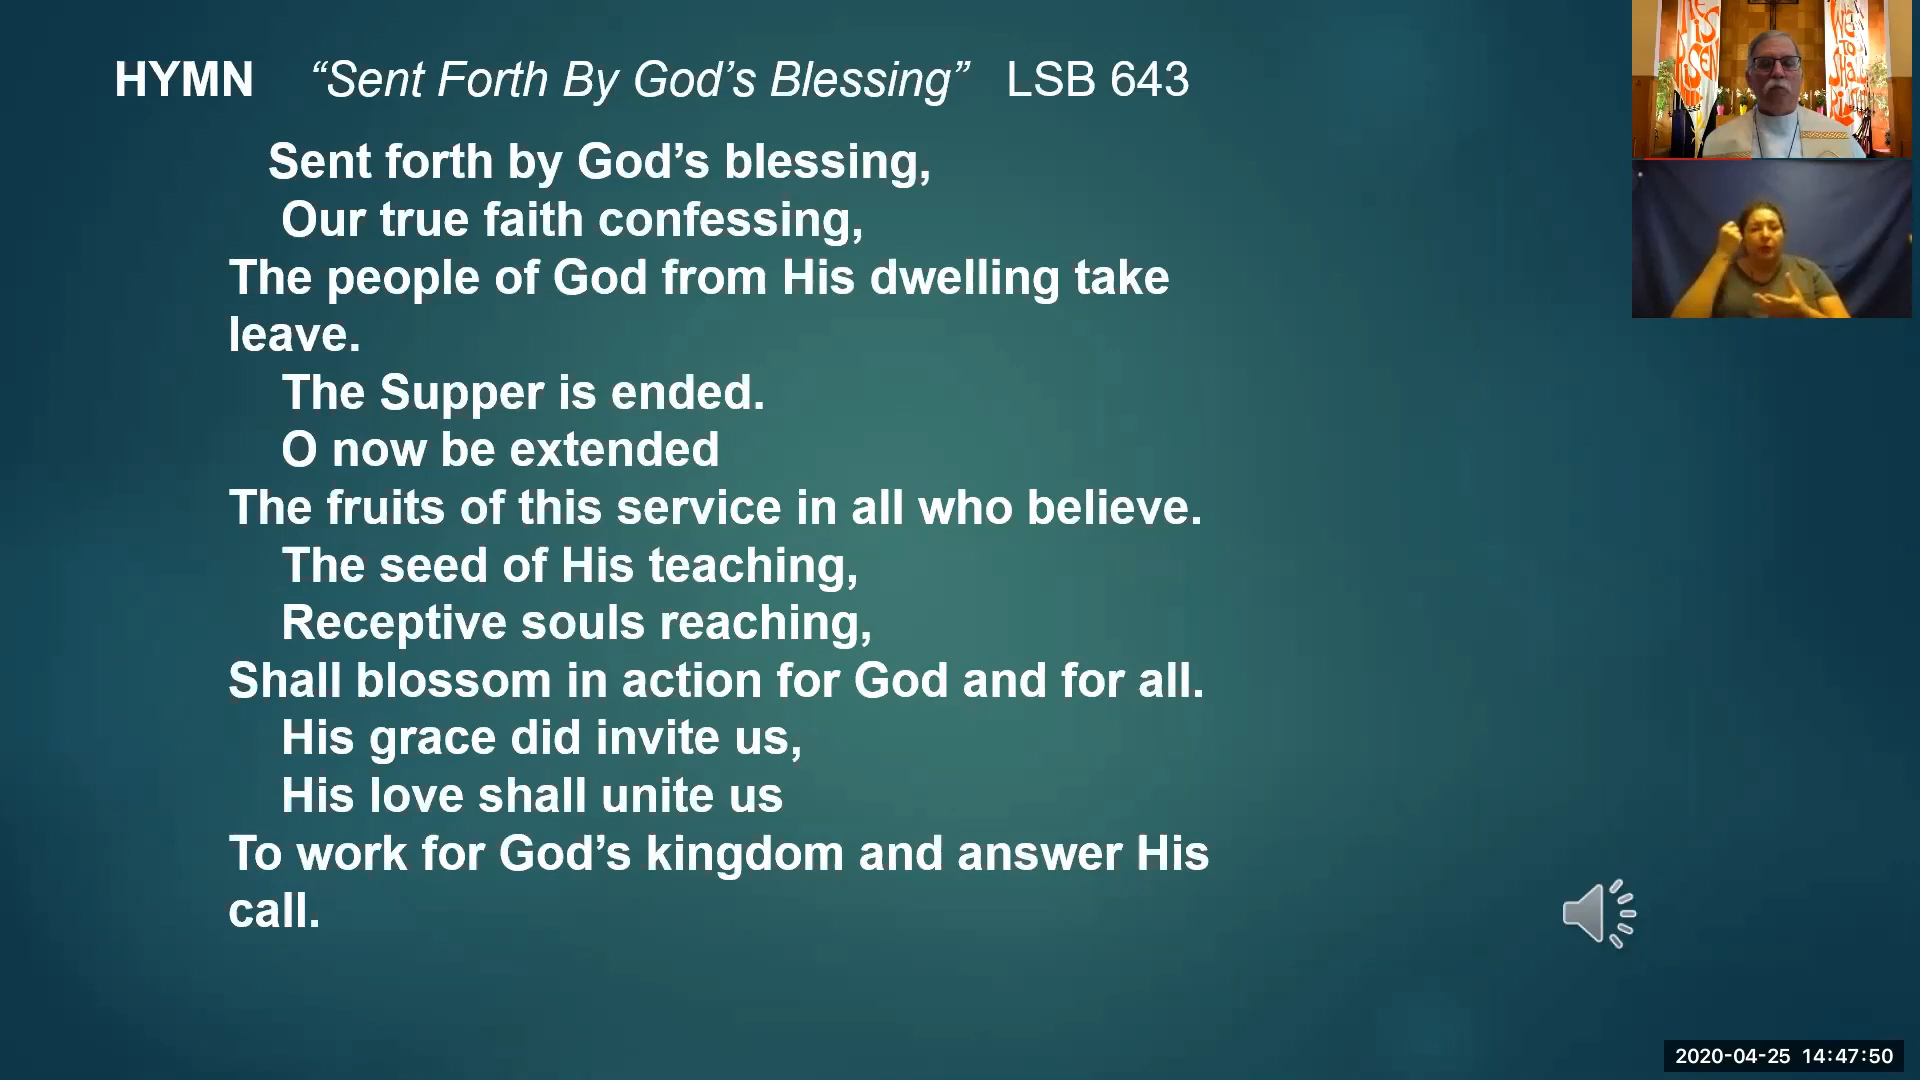 HYMN “Sent Forth By God’s Blessing” LSB 643
Sent forth by God’s blessing,
Our true faith confessing,
The people of God from His dwelling take
leave.
The Supper is ended.
O now be extended
The fruits of this service in all who believe.
The seed of His teaching,
Receptive souls reaching,
Shall blossom in action for God and for all.
His grace did invite us,
His love shall unite us
To work for God’s kingdom and answer His
call.
2020-04-25 14:47:50